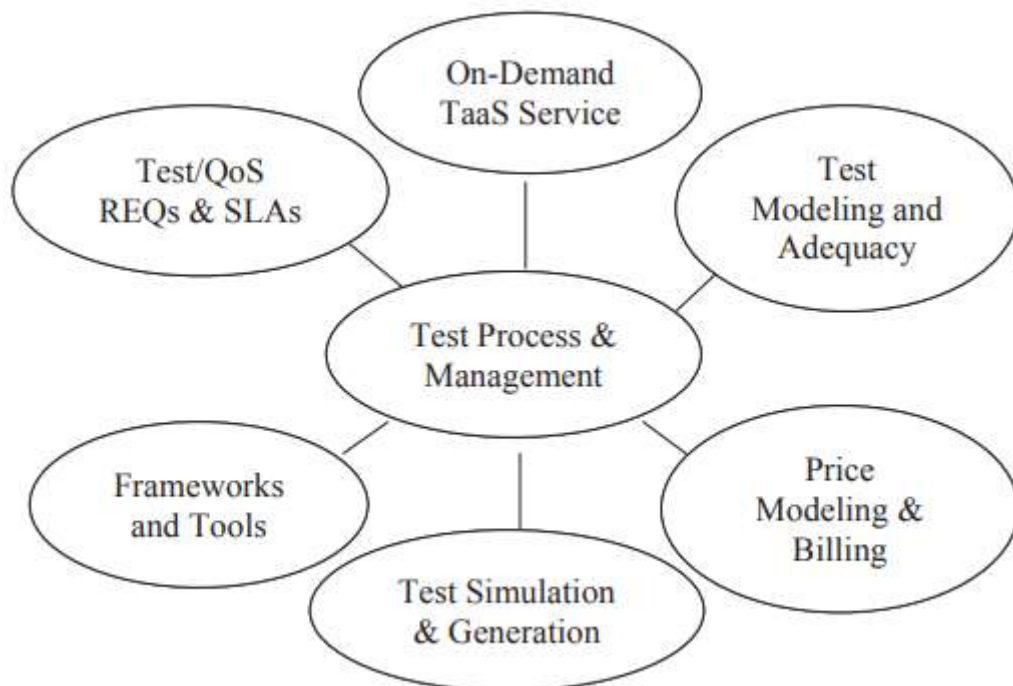 On-Demand
TaaS Service
Test/QoS
REQs & SLAs
Test
Modeling and
Adequacy
Test Process &
Management
Frameworks
and Tools
Price
Modeling &
Billing
Test Simulation
& Generation